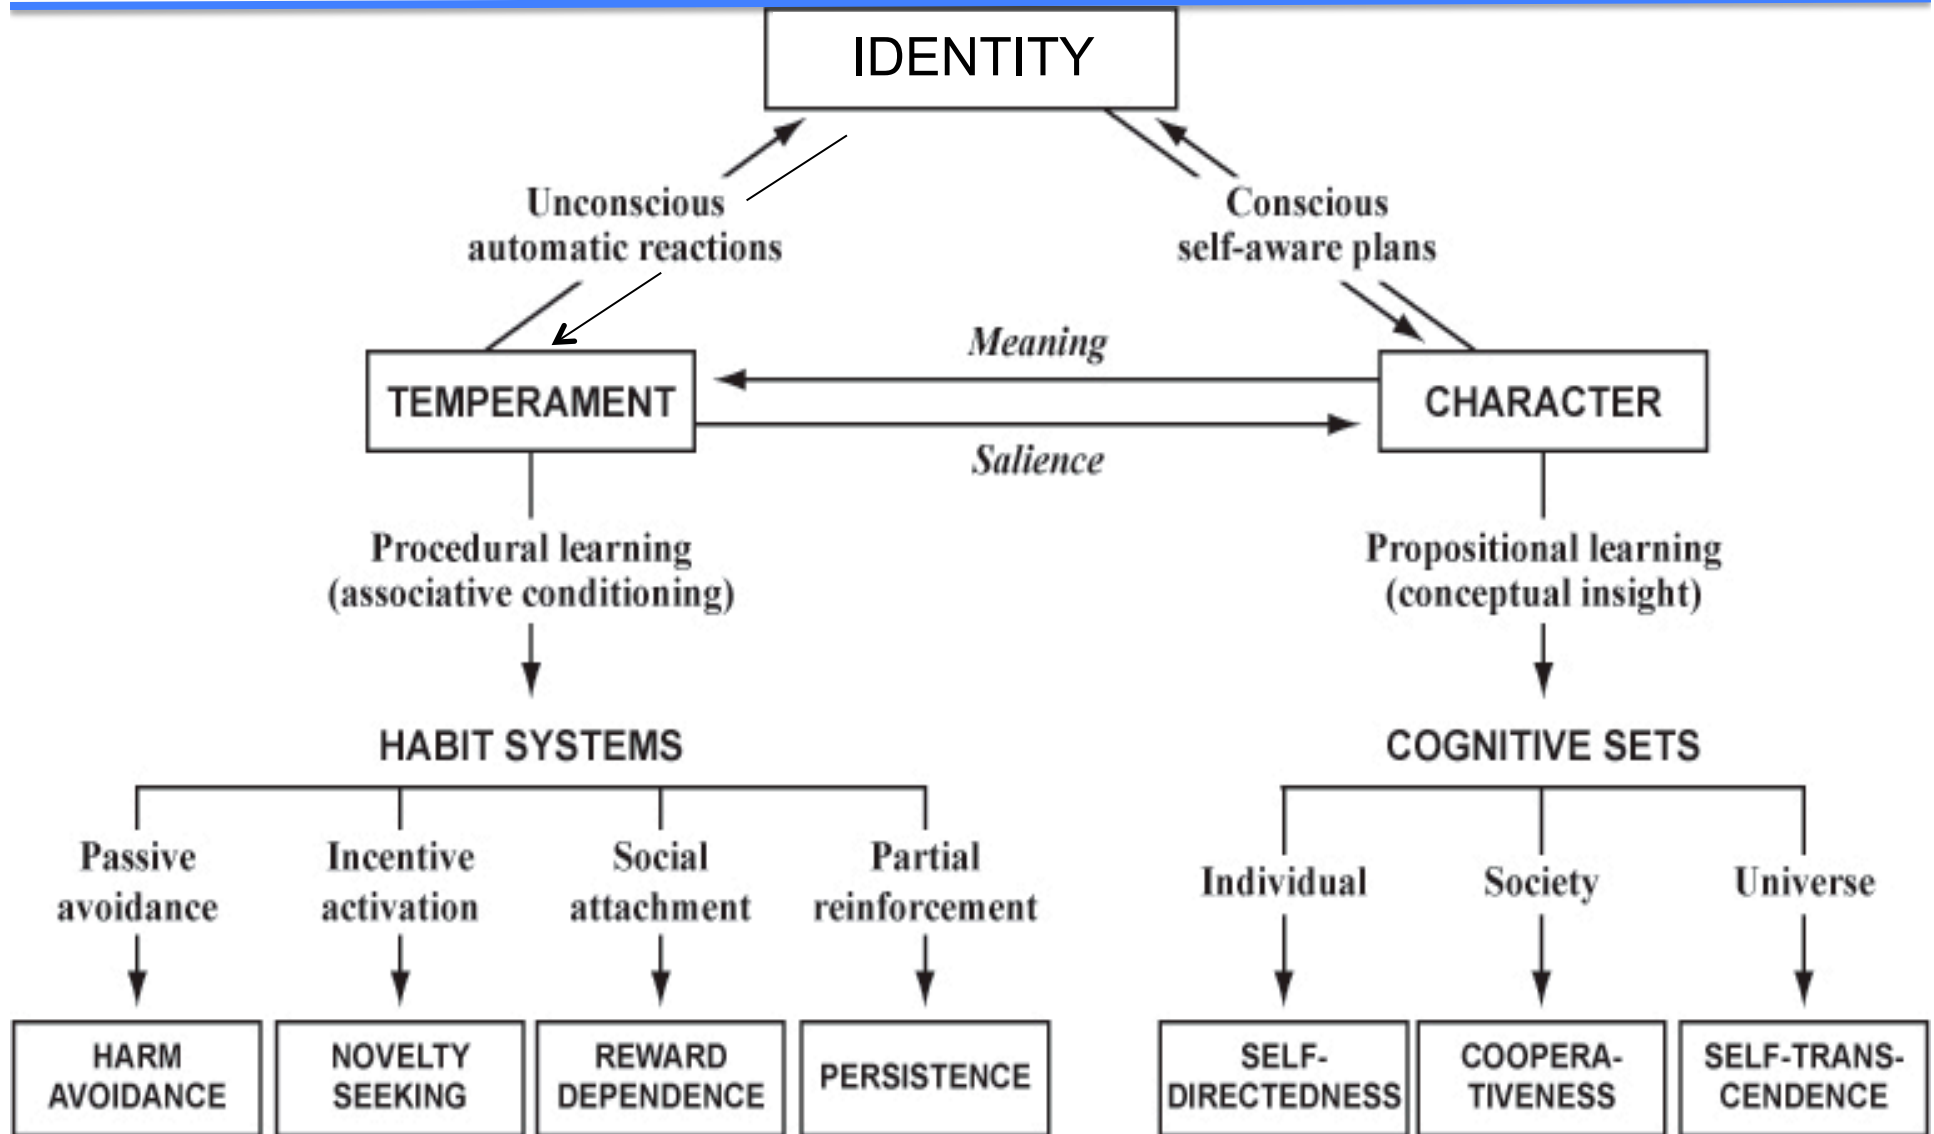 IDENTITY
Unconscious
automatic reactions
Conscious
self-aware plans
Meaning
TEMPERAMENT
CHARACTER
Salience
Procedural learning
(associative conditioning)
Propositional learning
(conceptual insight)
HABIT SYSTEMS
COGNITIVE SETS
Passive
avoidance
Incentive
activation
Social
attachment
Partial
reinforcement
Individual
Society
Universe
HARM
AVOIDANCE
NOVELTY
SEEKING
REWARD
DEPENDENCE
PERSISTENCE
SELF-
DIRECTEDNESS
COOPERA-
TIVENESS
SELF-TRANS-
CENDENCE